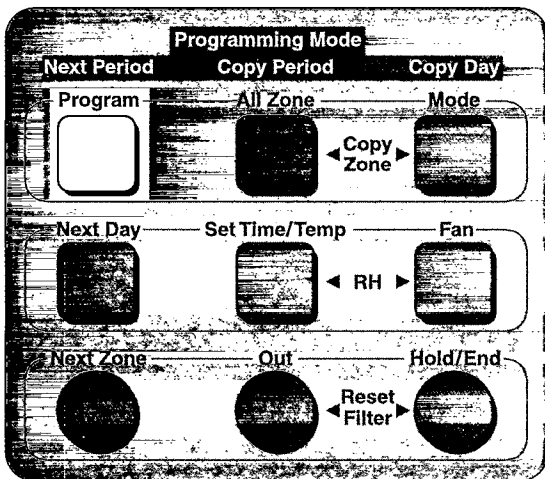 Programming Mode
Next Period Copy Period Copy Day
Program All Zone Mode
◄ Copy ►
Zone
Next Day Set Time/Temp Fan
◄ RH ►
Next Zone Out Hold/End
◄ Reset ►
Filter